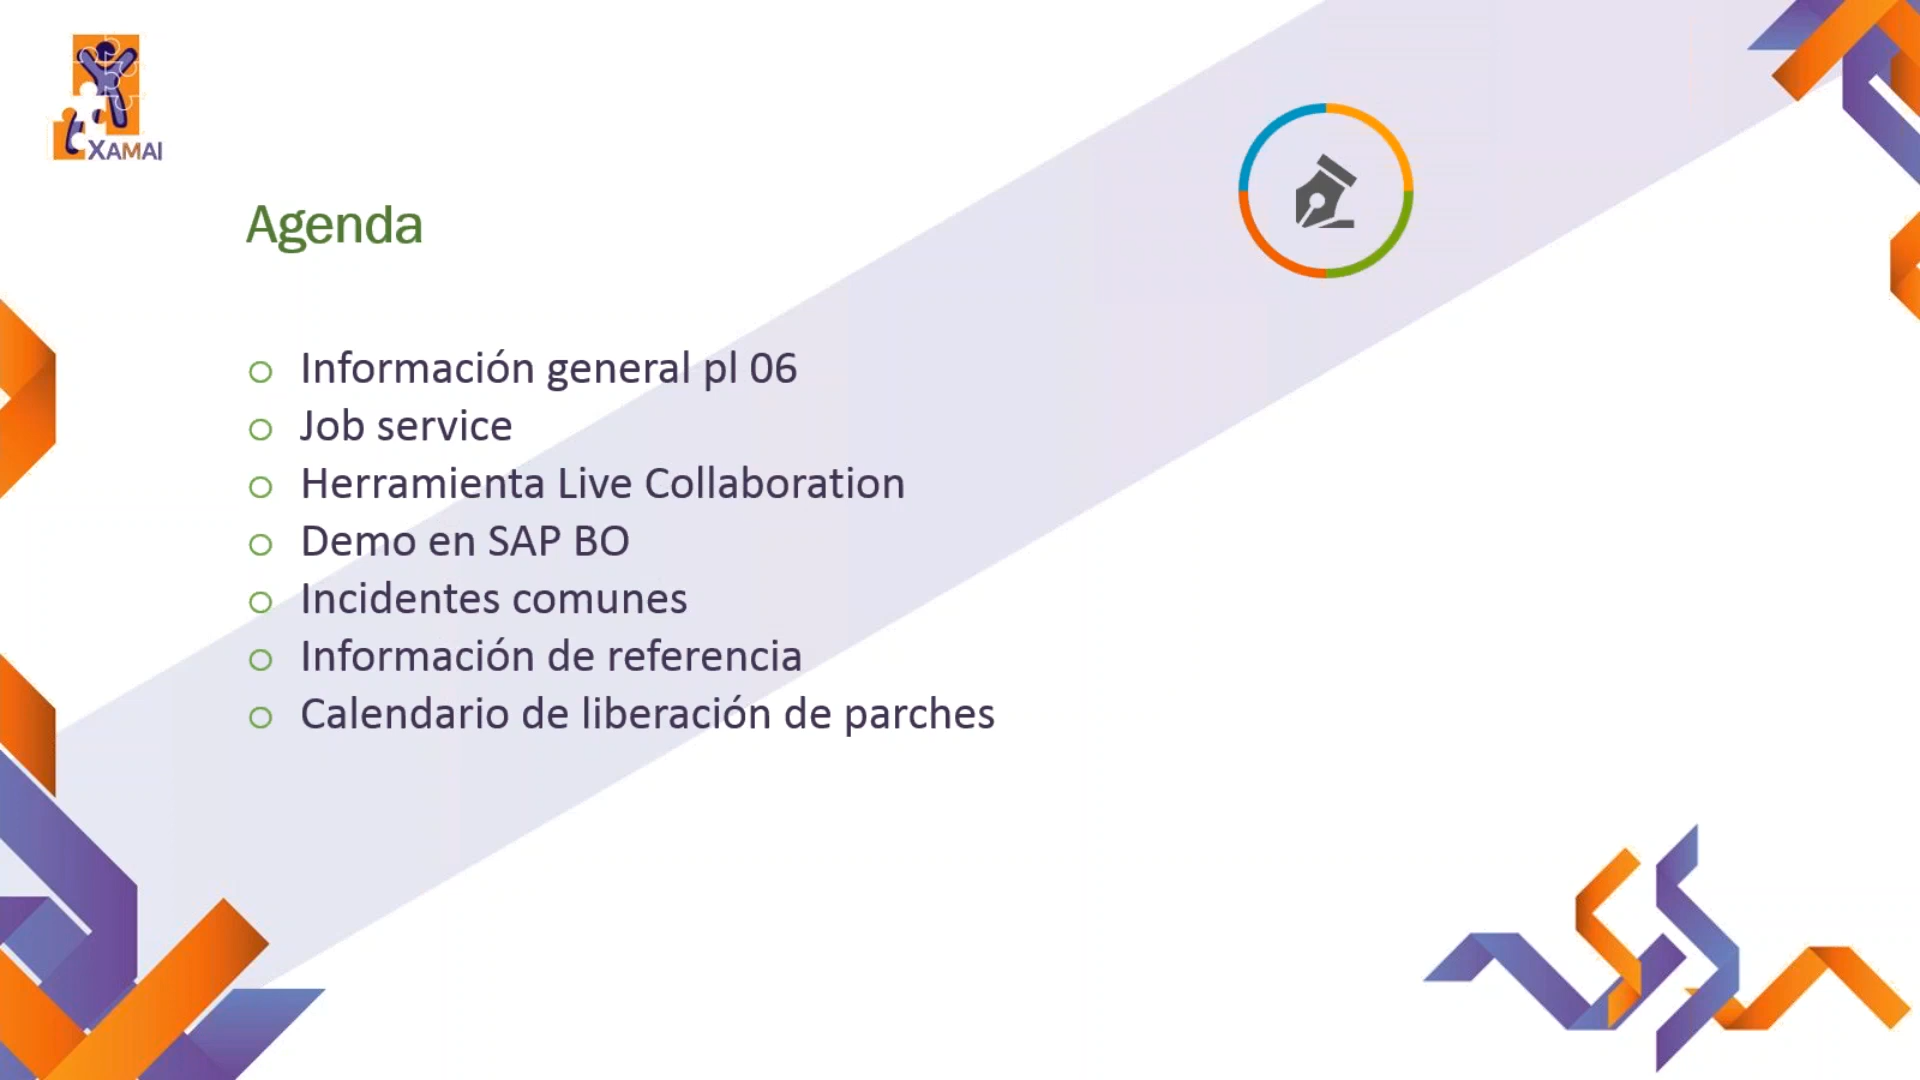 XAMAI
Agenda
Información general pl 06
Job service
Herramienta Live Collaboration
Demo en SAP BO
Incidentes comunes
Información de referencia
Calendario de liberación de parches